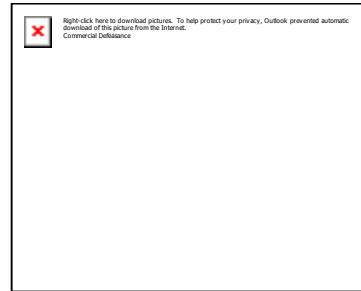 Right-click here to download pictures. To help protect your privacy, Outlook prevented automatic
download of this picture from the Internet.
Commercial Defeasance